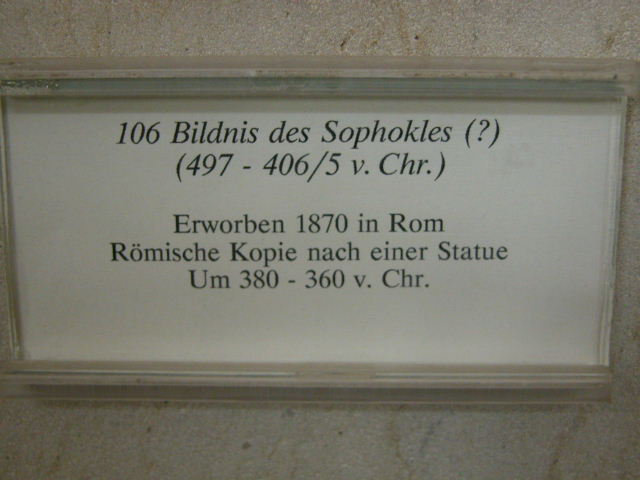 106 Bildnis des Sophokles (?)
(497 - 406/5 v. Chr.)
Erworben 1870 in Rom
Römische Kopie nach einer Statue
Um 380 - 360 v. Chr.